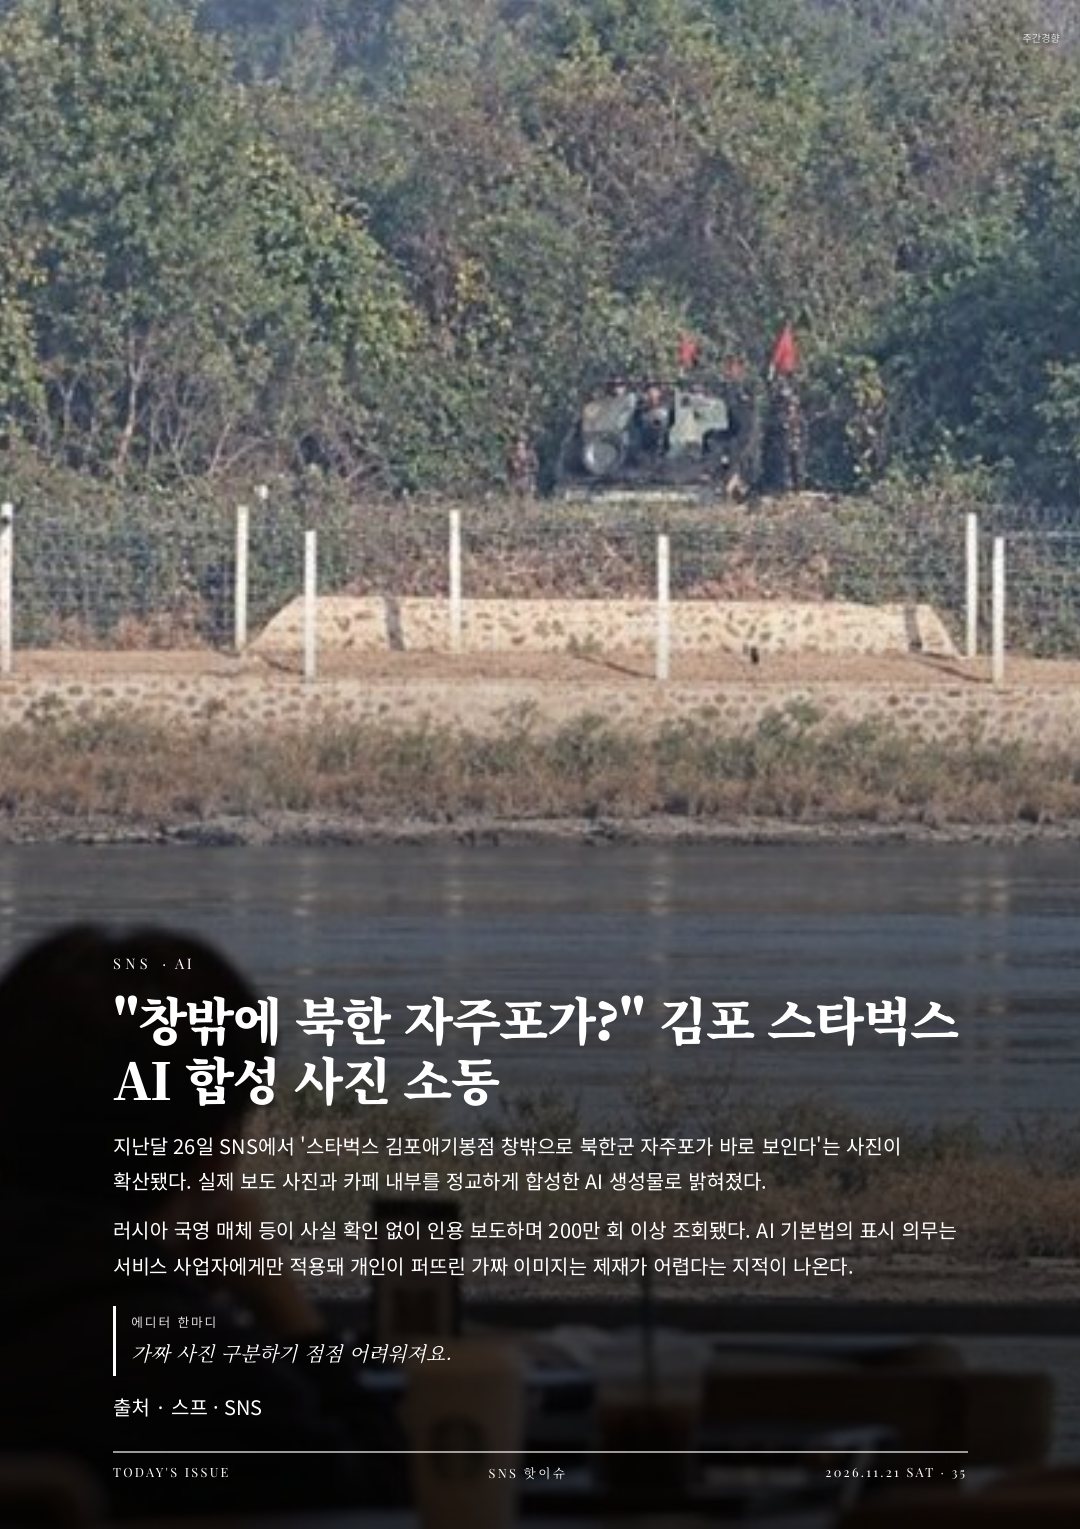 주간경향
SNS · AI
"창밖에 북한 자주포가?" 김포 스타벅스
AI 합성 사진 소동
지난달 26일 SNS에서 '스타벅스 김포애기봉점 창밖으로 북한군 자주포가 바로 보인다'는 사진이
확산됐다. 실제 보도 사진과 카페 내부를 정교하게 합성한 AI 생성물로 밝혀졌다.
러시아 국영 매체 등이 사실 확인 없이 인용 보도하며 200만 회 이상 조회됐다. AI 기본법의 표시 의무는
서비스 사업자에게만 적용돼 개인이 퍼뜨린 가짜 이미지는 제재가 어렵다는 지적이 나온다.
에디터 한마디
가짜 사진 구분하기 점점 어려워져요.
출처 · 스프 · SNS
TODAY'S ISSUE
SNS 핫이슈
2026.11.21 SAT · 35